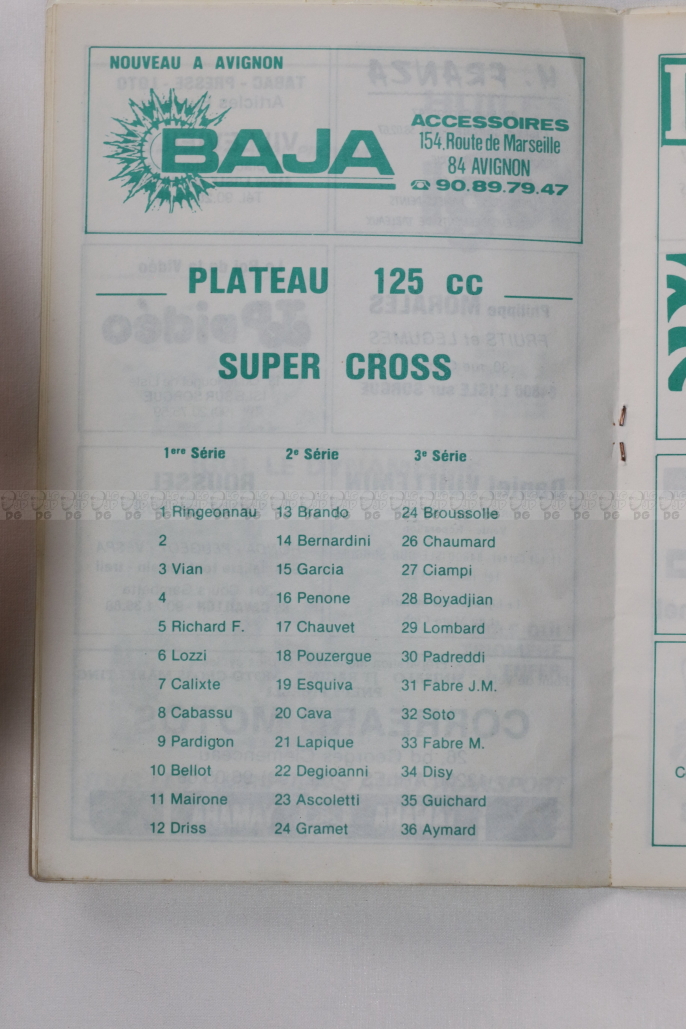 NOUVEAU A AVIGNON
BAJA
ACCESSOIRES
154, Route de Marseille
84 AVIGNON
☎ 90.89.79.47
PLATEAU 125 cc
SUPER CROSS
1ere Série 2e Série 3e Série
1 Ringeonnau 13 Brando 24 Broussolle
2 14 Bernardini 26 Chaumard
3 Vian 15 Garcia 27 Ciampi
4 16 Penone 28 Boyadjian
5 Richard F. 17 Chauvet 29 Lombard
6 Lozzi 18 Pouzergue 30 Padreddi
7 Calixte 19 Esquiva 31 Fabre J.M.
8 Cabassu 20 Cava 32 Soto
9 Pardigon 21 Lapique 33 Fabre M.
10 Bellot 22 Degioanni 34 Disy
11 Mairone 23 Ascoletti 35 Guichard
12 Driss 24 Gramet 36 Aymard